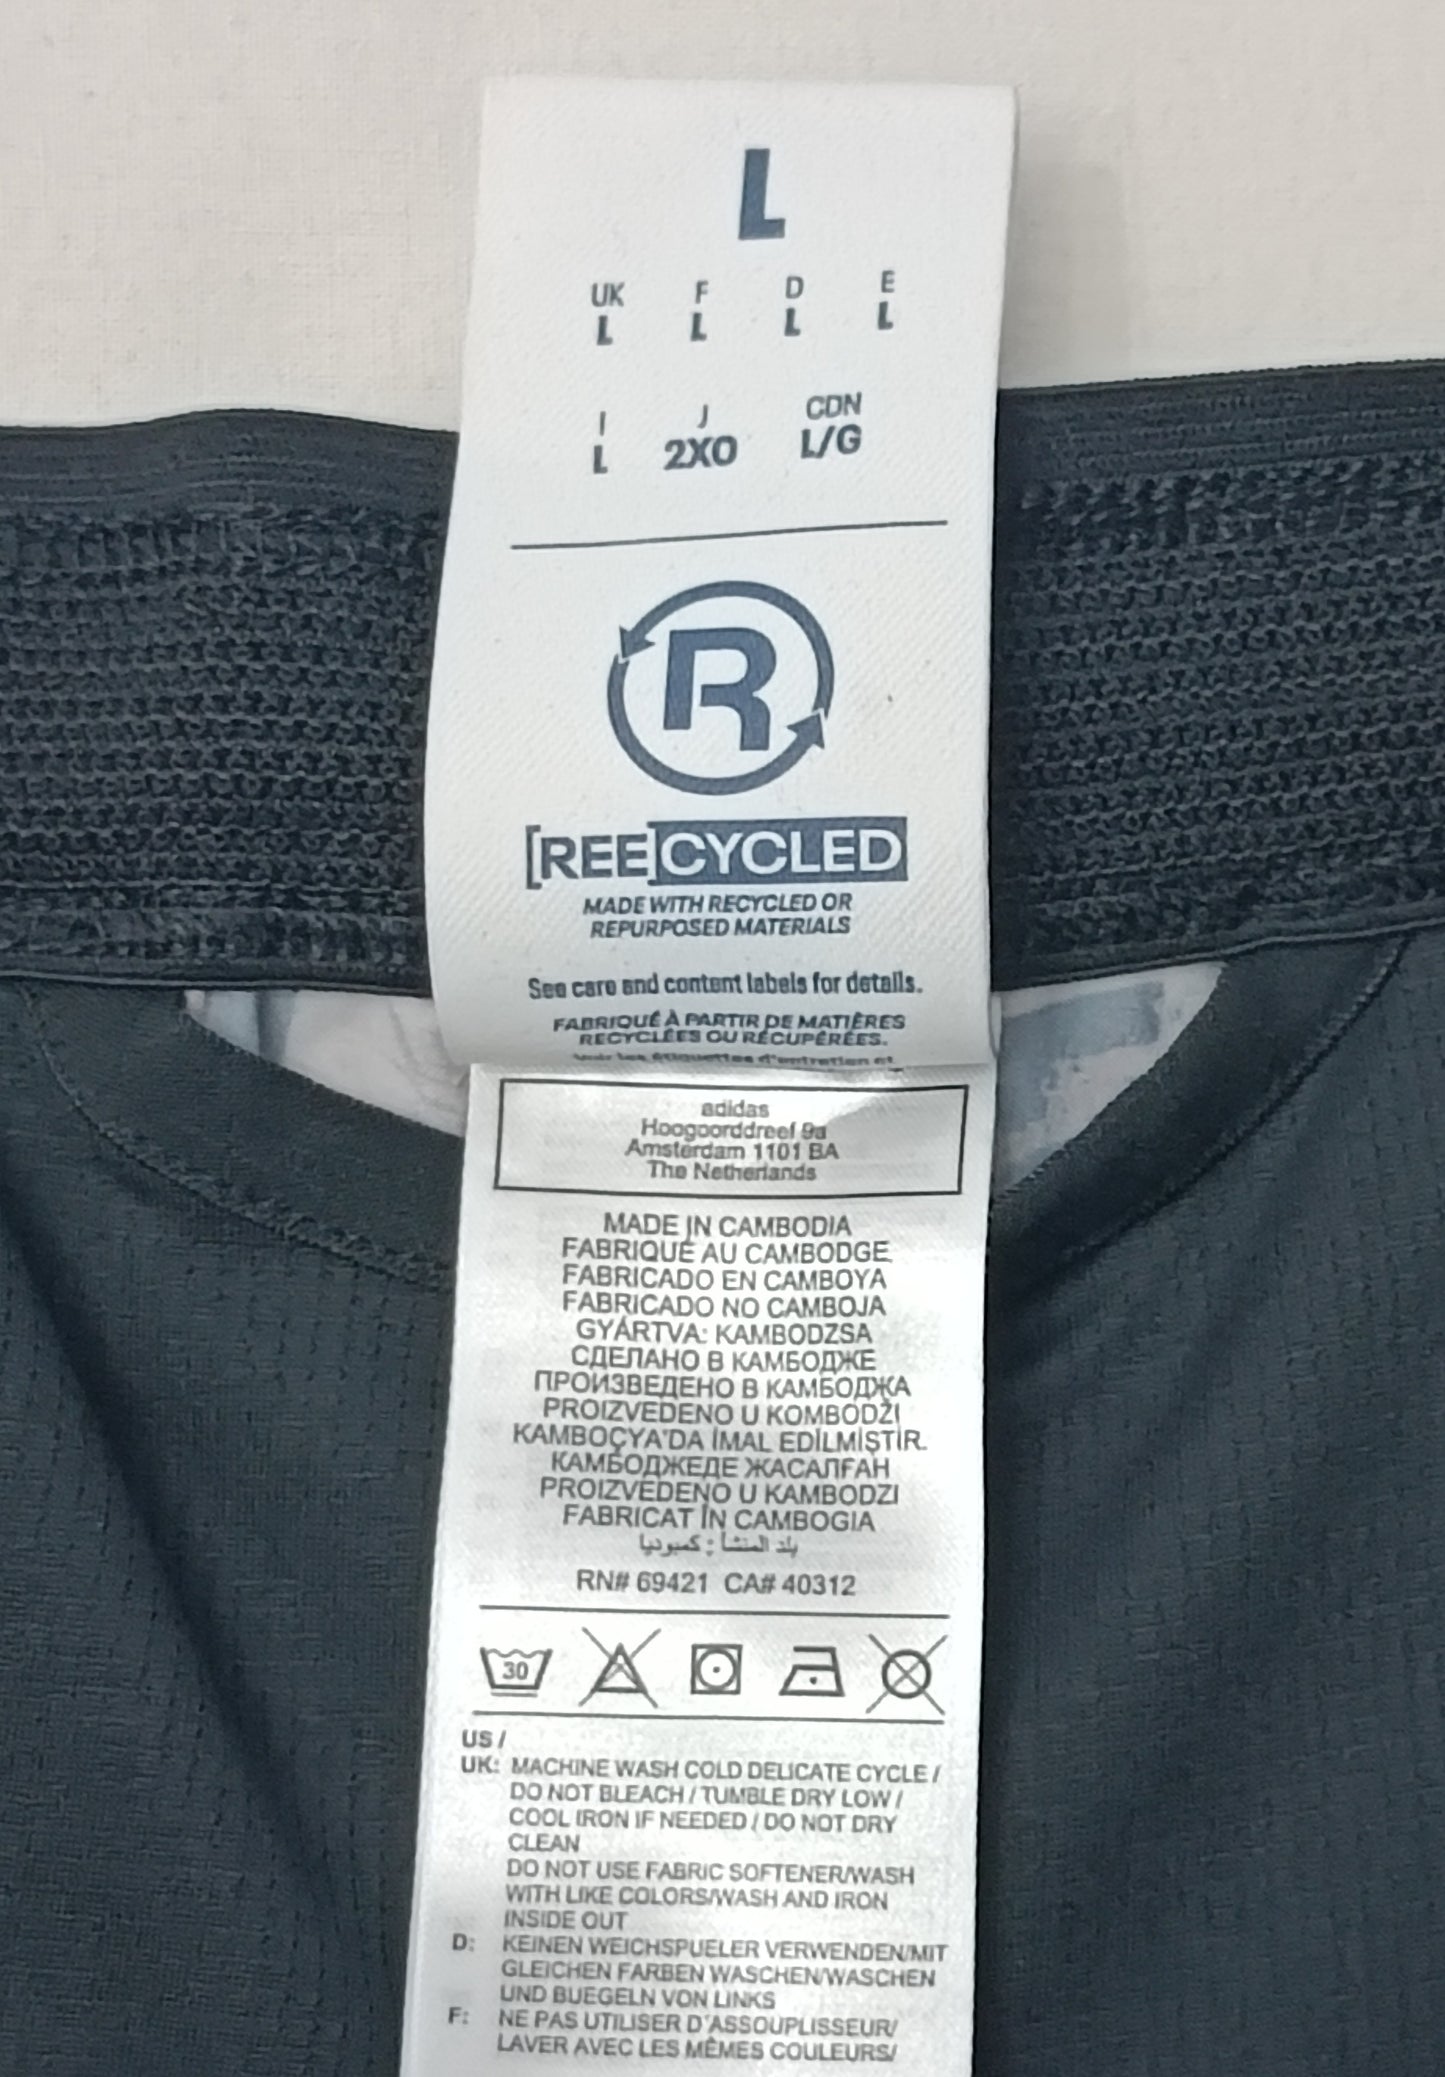 L
UK F D E
L L L L
I J CDN
L 2XO L/G
R
[REE]CYCLED
MADE WITH RECYCLED OR
REPURPOSED MATERIALS
See care and content labels for details.
FABRIQUÉ À PARTIR DE MATIÈRES
RECYCLÉES OU RÉCUPÉRÉES.
Voir les étiquettes d'entretien et
adidas
Hoogoorddreef 9a
Amsterdam 1101 BA
The Netherlands
MADE IN CAMBODIA
FABRIQUÉ AU CAMBODGE
FABRICADO EN CAMBOYA
FABRICADO NO CAMBOJA
GYÁRTVA: KAMBODZSA
СДЕЛАНО В КАМБОДЖЕ
ПРОИЗВЕДЕНО В КАМБОДЖА
PROIZVEDENO U KOMBODŽI
KAMBOÇYA'DA İMAL EDİLMİŞTİR.
КАМБОДЖЕДЕ ЖАСАЛҒАН
PROIZVEDENO U KAMBODZI
FABRICAT ÎN CAMBOGIA
بلد المنشأ : كمبوديا
RN# 69421 CA# 40312
30
US /
UK: MACHINE WASH COLD DELICATE CYCLE /
DO NOT BLEACH / TUMBLE DRY LOW /
COOL IRON IF NEEDED / DO NOT DRY
CLEAN
DO NOT USE FABRIC SOFTENER/WASH
WITH LIKE COLORS/WASH AND IRON
INSIDE OUT
D: KEINEN WEICHSPUELER VERWENDEN/MIT
GLEICHEN FARBEN WASCHEN/WASCHEN
UND BUEGELN VON LINKS
F: NE PAS UTILISER D'ASSOUPLISSEUR/
LAVER AVEC LES MÊMES COULEURS/